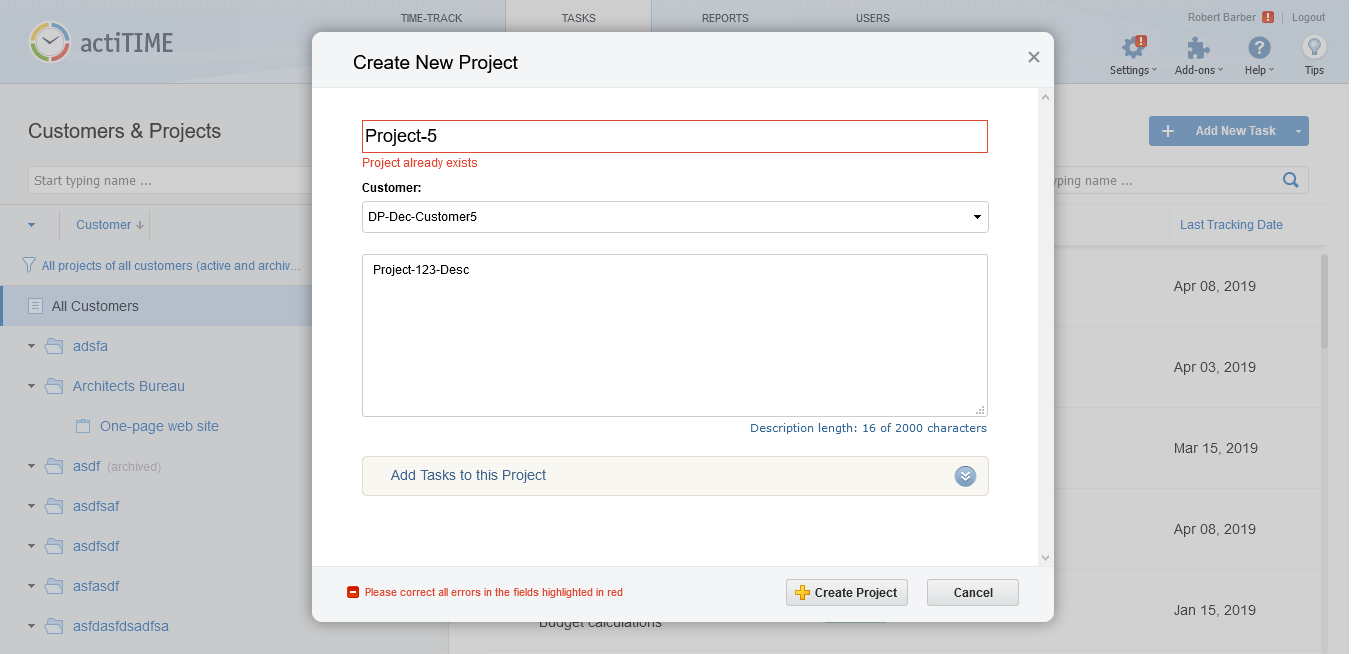 TIME-TRACK
TASKS
REPORTS
USERS
Robert Barber
Logout
actiTIME
Settings
Add-ons
Help
Tips
Create New Project
Customers & Projects
Add New Task
Start typing name ...
typing name ...
Project-5
Project already exists
Customer:
DP-Dec-Customer5
Customer
Last Tracking Date
All projects of all customers (active and archiv...
Project-123-Desc
All Customers
Apr 08, 2019
adsfa
Apr 03, 2019
Architects Bureau
One-page web site
Description length: 16 of 2000 characters
Mar 15, 2019
asdf (archived)
Add Tasks to this Project
asdfsaf
Apr 08, 2019
asdfsdf
asfasdf
Please correct all errors in the fields highlighted in red
Create Project
Cancel
Jan 15, 2019
asfdasfdsadfsa
Budget calculations